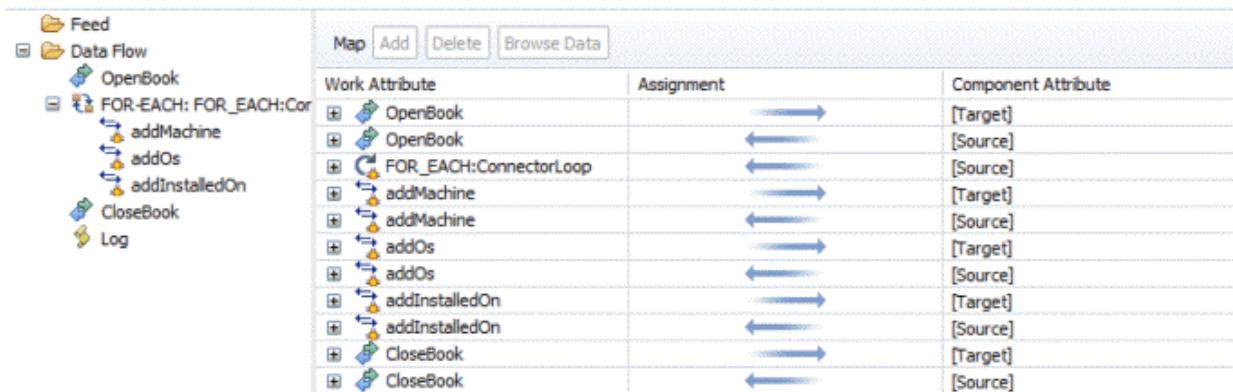 Feed
Data Flow
OpenBook
FOR-EACH: FOR_EACH:Cor
addMachine
addOs
addInstalledOn
CloseBook
Log
Map Add Delete Browse Data
Work Attribute Assignment Component Attribute
OpenBook [Target]
OpenBook [Source]
FOR_EACH:ConnectorLoop [Source]
addMachine [Target]
addMachine [Source]
addOs [Target]
addOs [Source]
addInstalledOn [Target]
addInstalledOn [Source]
CloseBook [Target]
CloseBook [Source]